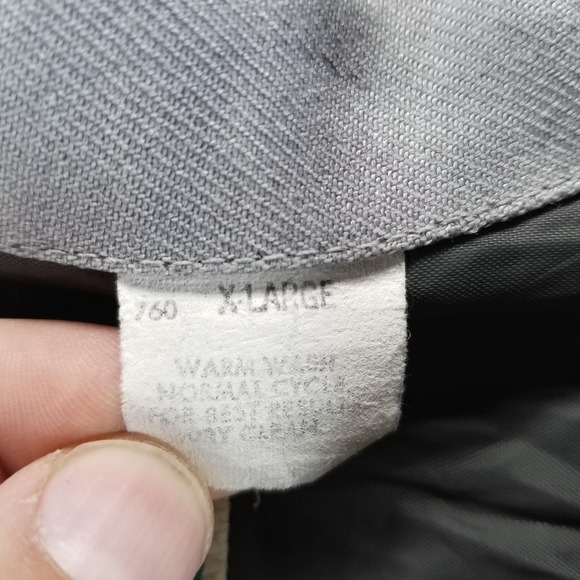 760 X-LARGE
WARM WASH
NORMAL CYCLE
FOR BEST RESULTS
DRY CLEAN